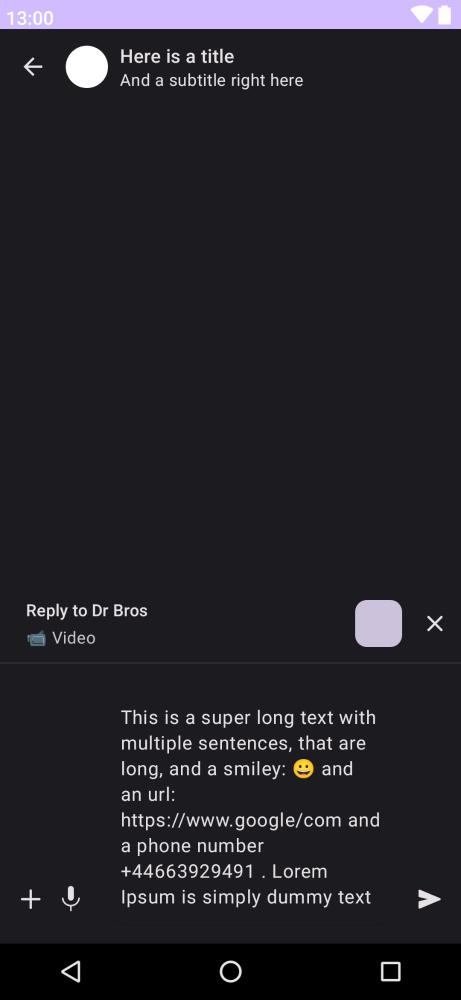 13:00
Here is a title
And a subtitle right here
Reply to Dr Bros
📹 Video
This is a super long text with
multiple sentences, that are
long, and a smiley: 😀 and
an url:
https://www.google/com and
a phone number
+44663929491 . Lorem
Ipsum is simply dummy text